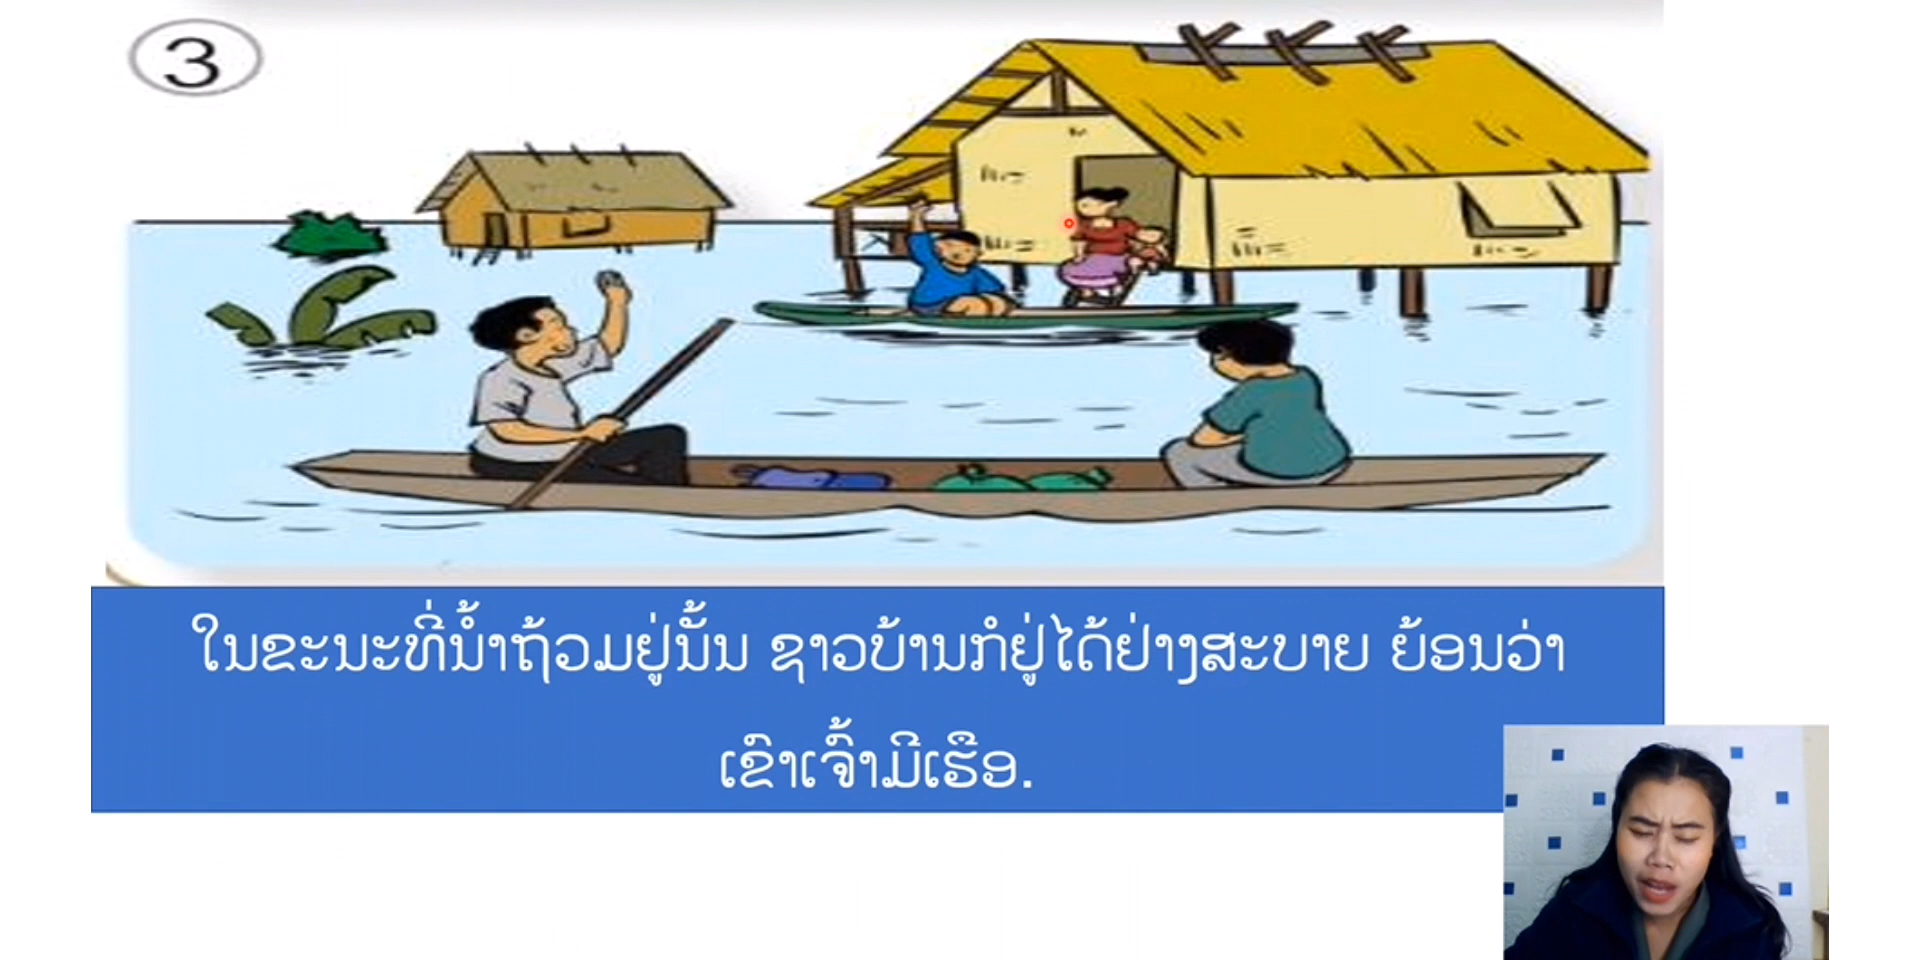 3
ໃນຂະນະທີ່ນ້ຳຖ້ວມຢູ່ນັ້ນ ຊາວບ້ານກໍຢູ່ໄດ້ຢ່າງສະບາຍ ຍ້ອນວ່າ
ເຂົາເຈົ້າມີເຮືອ.